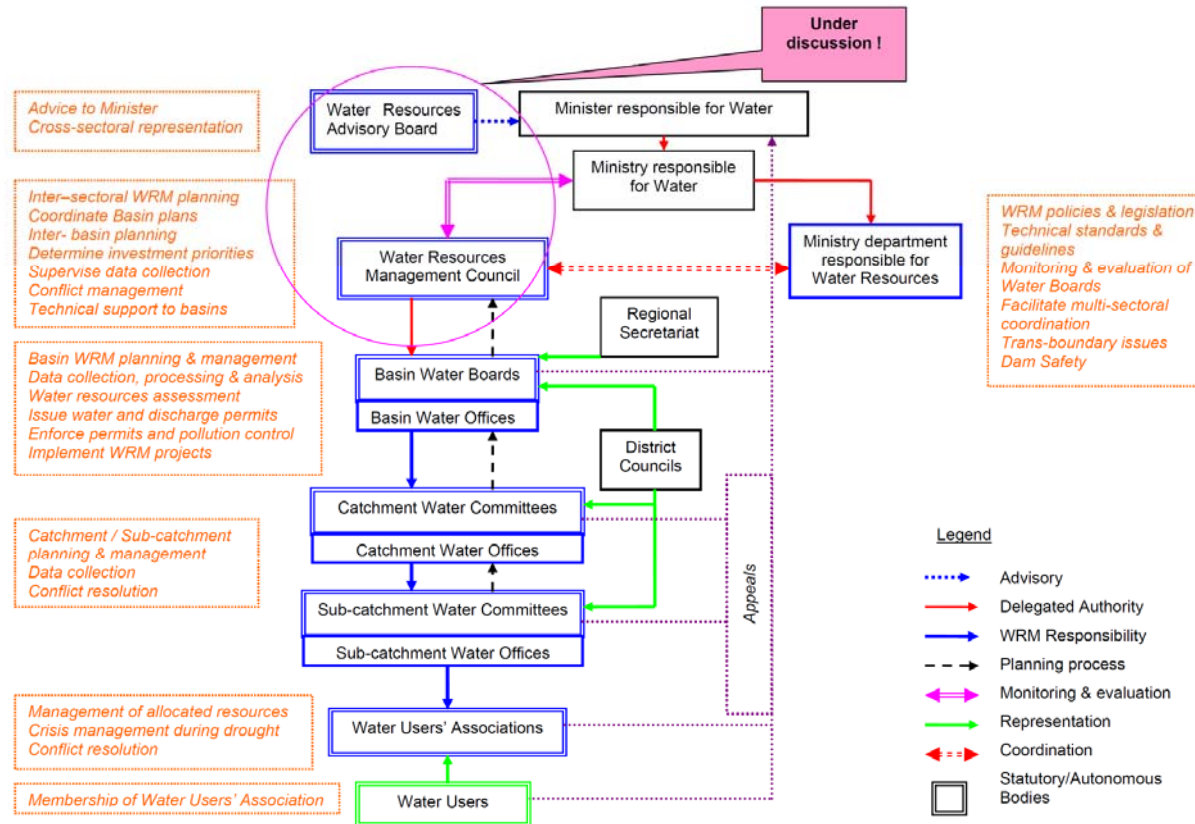 Under
discussion !
Advice to Minister
Cross-sectoral representation
Water Resources
Advisory Board
Minister responsible for Water
Ministry responsible
for Water
Inter–sectoral WRM planning
Coordinate Basin plans
Inter- basin planning
Determine investment priorities
Supervise data collection
Conflict management
Technical support to basins
Water Resources
Management Council
Ministry department
responsible for
Water Resources
WRM policies & legislation
Technical standards &
guidelines
Monitoring & evaluation of
Water Boards
Facilitate multi-sectoral
coordination
Trans-boundary issues
Dam Safety
Regional
Secretariat
Basin WRM planning & management
Data collection, processing & analysis
Water resources assessment
Issue water and discharge permits
Enforce permits and pollution control
Implement WRM projects
Basin Water Boards
Basin Water Offices
District
Councils
Catchment Water Committees
Catchment Water Offices
Catchment / Sub-catchment
planning & management
Data collection
Conflict resolution
Sub-catchment Water Committees
Sub-catchment Water Offices
Appeals
Management of allocated resources
Crisis management during drought
Conflict resolution
Water Users' Associations
Membership of Water Users' Association
Water Users
Legend
Advisory
Delegated Authority
WRM Responsibility
Planning process
Monitoring & evaluation
Representation
Coordination
Statutory/Autonomous
Bodies